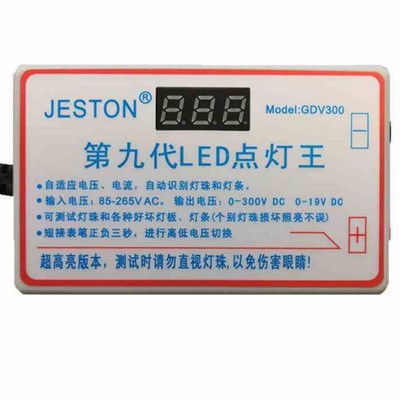 JESTON®
8.8.8.
Model:GDV300
第九代LED点灯王
•自适应电压、电流，自动识别灯珠和灯条。
•输入电压：85-265VAC。输出电压：0-300V DC 0-19V DC
•可测试灯珠和各种好坏灯板、灯条(个别灯珠损坏照亮不误)
•短接表笔正负三秒，进行高低电压切换
超高亮版本，测试时请勿直视灯珠,以免伤害眼睛!
−
+